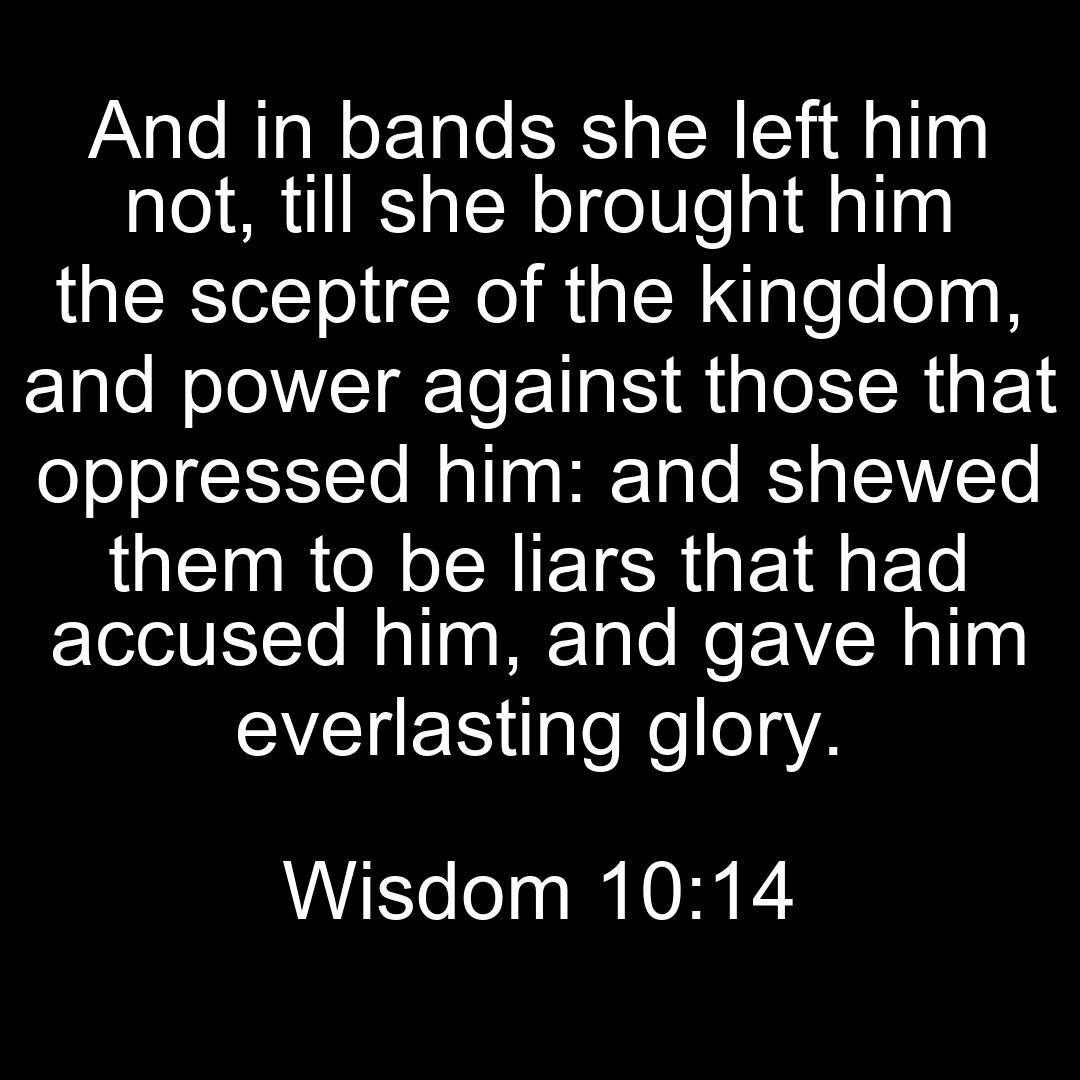 And in bands she left him
not, till she brought him
the sceptre of the kingdom,
and power against those that
oppressed him: and shewed
them to be liars that had
accused him, and gave him
everlasting glory.
Wisdom 10:14